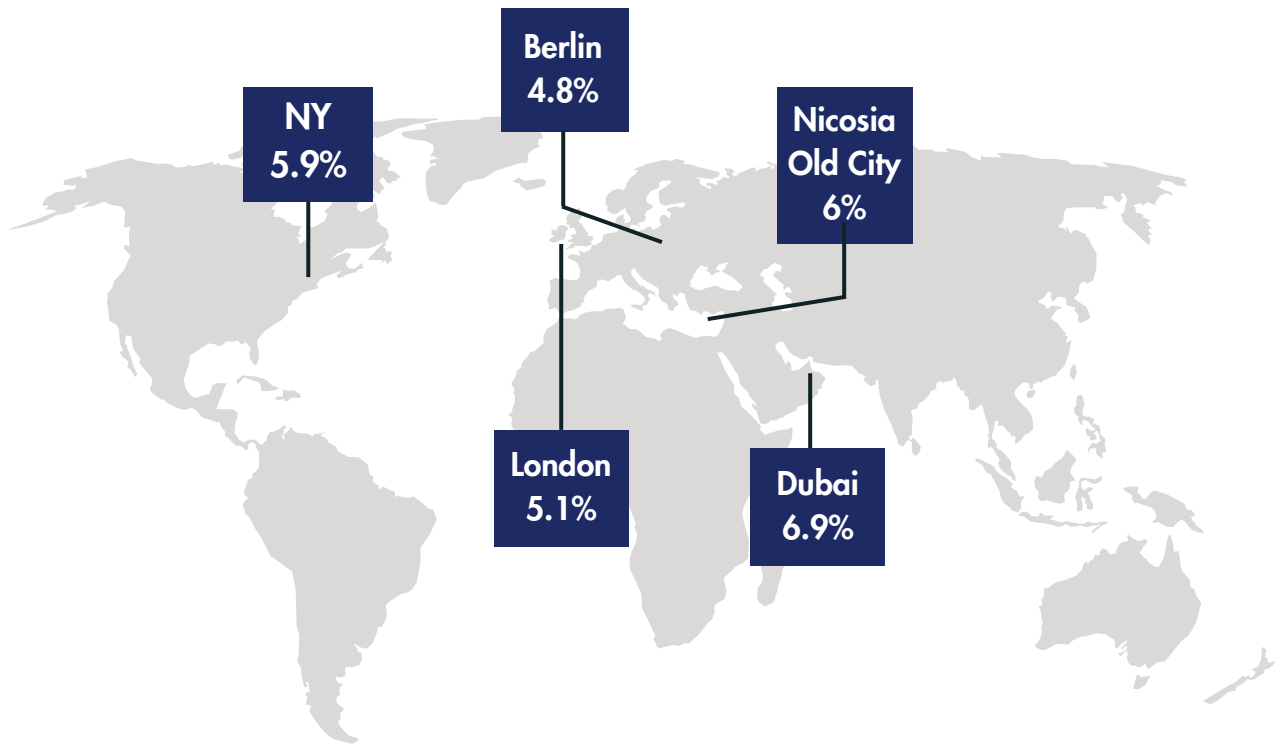 Berlin
4.8%
NY
5.9%
Nicosia
Old City
6%
London
5.1%
Dubai
6.9%